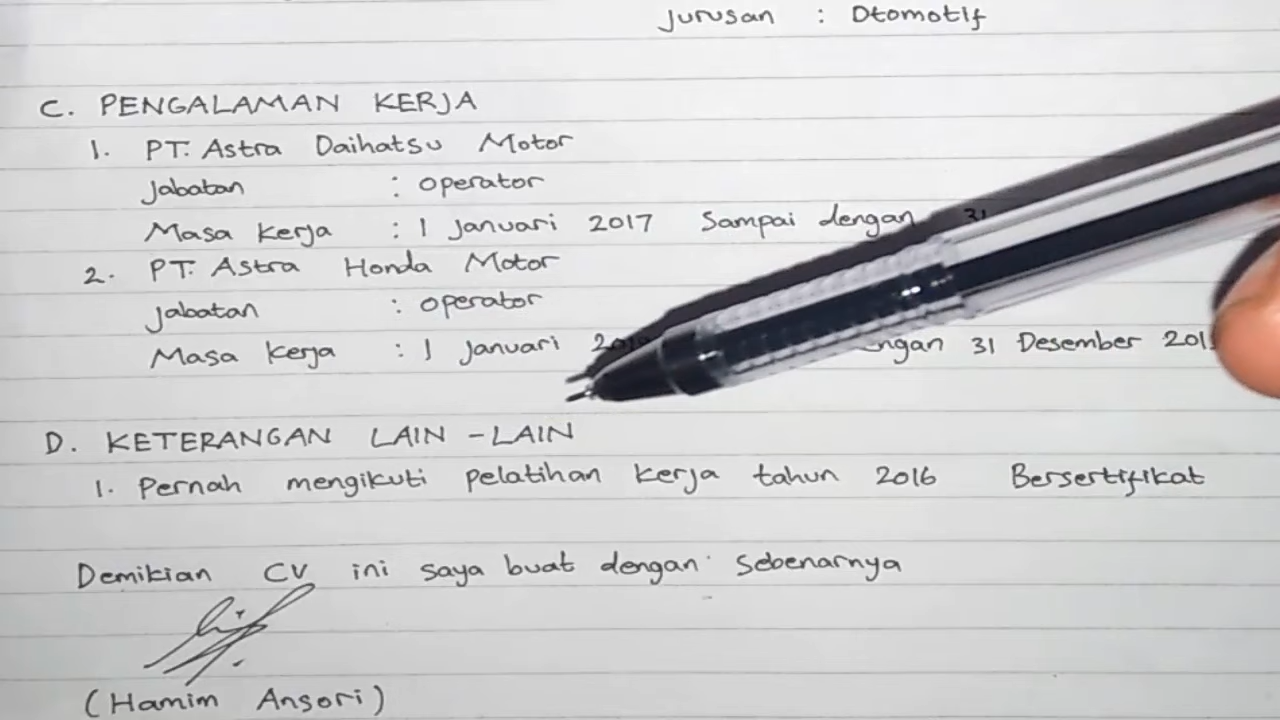 Jurusan : Otomotif
C. PENGALAMAN KERJA
1. PT. Astra Daihatsu Motor
Jabatan : Operator
Masa Kerja : 1 Januari 2017 Sampai dengan 31
2. PT. Astra Honda Motor
Jabatan : Operator
Masa Kerja : 1 Januari 31 Desember
D. KETERANGAN LAIN - LAIN
1. Pernah mengikuti pelatihan kerja tahun 2016 Bersertifikat
Demikian CV ini saya buat dengan sebenarnya
(Hamim Ansori)